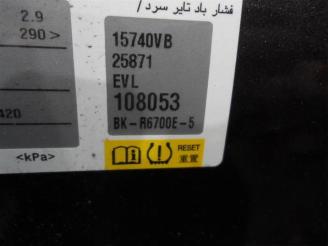 فشار باد تایر سرد /
2.9
290 >
15740VB
25871
EVL
108053
BK-R6700E-5
420
<kPa>
RESET
重置